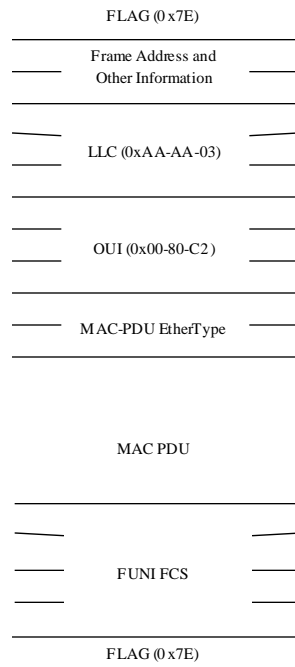 FLAG (0x7E)
Frame Address and
Other Information
LLC (0xAA-AA-03)
OUI (0x00-80-C2)
MAC-PDU EtherType
MAC PDU
FUNI FCS
FLAG (0x7E)